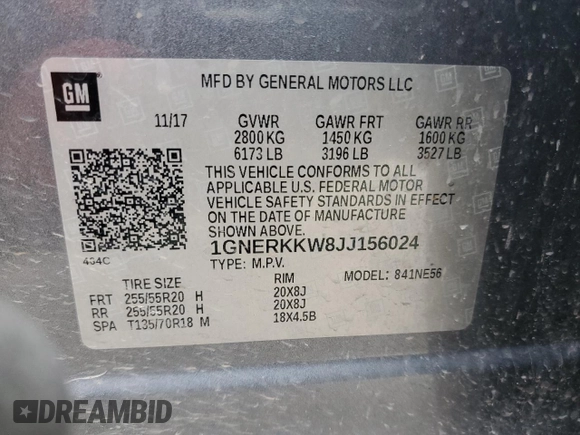 GM
MFD BY GENERAL MOTORS LLC
11/17 GVWR GAWR FRT GAWR RR
2800 KG 1450 KG 1600 KG
6173 LB 3196 LB 3527 LB
THIS VEHICLE CONFORMS TO ALL
APPLICABLE U.S. FEDERAL MOTOR
VEHICLE SAFETY STANDARDS IN EFFECT
ON THE DATE OF MANUFACTURE
SHOWN ABOVE.
1GNERKKW8JJ156024
454C
TYPE: M.P.V. MODEL: 841NE56
TIRE SIZE RIM
FRT 255/55R20 H 20X8J
RR 255/55R20 H 20X8J
SPA T135/70R18 M 18X4.5B
DREAMBID